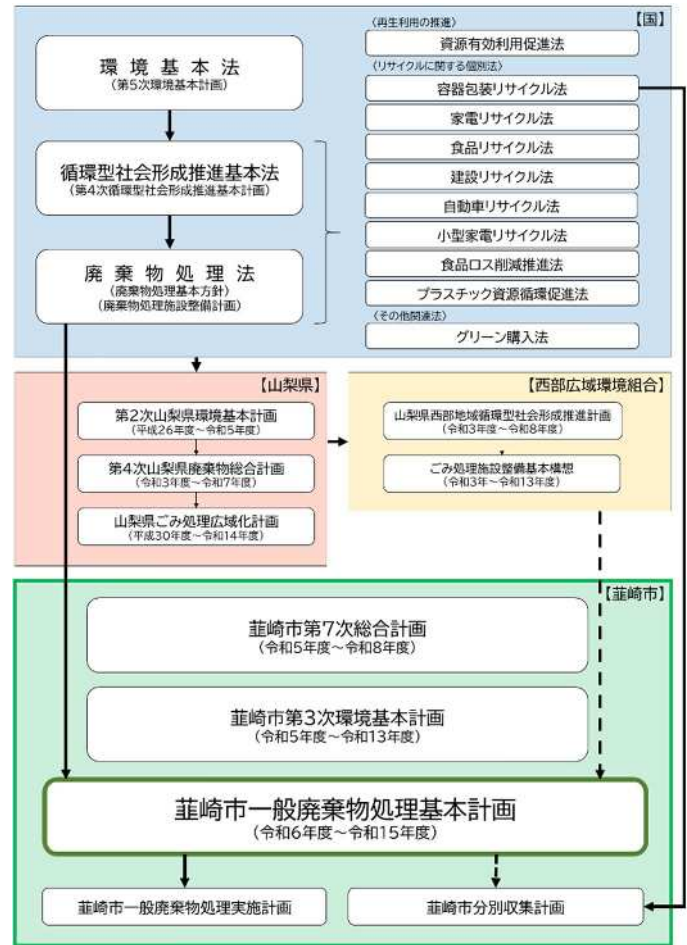 【国】
環境基本法
(第5次環境基本計画)
循環型社会形成推進基本法
(第4次循環型社会形成推進基本計画)
廃棄物処理法
(廃棄物処理基本方針)
(廃棄物処理施設整備計画)
〈再生利用の推進〉
資源有効利用促進法
〈リサイクルに関する個別法〉
容器包装リサイクル法
家電リサイクル法
食品リサイクル法
建設リサイクル法
自動車リサイクル法
小型家電リサイクル法
食品ロス削減推進法
プラスチック資源循環促進法
〈その他関連法〉
グリーン購入法
【山梨県】
第2次山梨県環境基本計画
(平成26年度～令和5年度)
第4次山梨県廃棄物総合計画
(令和3年度～令和7年度)
山梨県ごみ処理広域化計画
(平成30年度～令和14年度)
【西部広域環境組合】
山梨県西部地域循環型社会形成推進計画
(令和3年度～令和8年度)
ごみ処理施設整備基本構想
(令和3年～令和13年度)
【韮崎市】
韮崎市第7次総合計画
(令和5年度～令和8年度)
韮崎市第3次環境基本計画
(令和5年度～令和13年度)
韮崎市一般廃棄物処理基本計画
(令和6年度～令和15年度)
韮崎市一般廃棄物処理実施計画
韮崎市分別収集計画